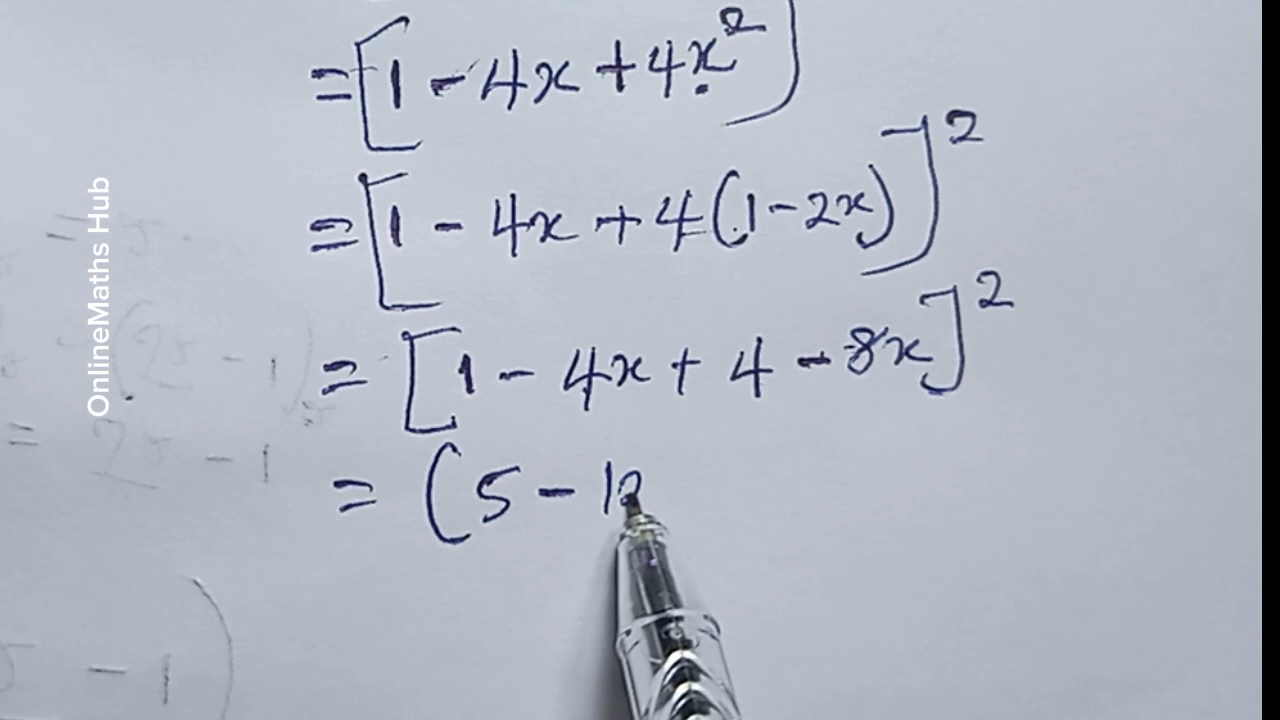 = [1 - 4x + 4x²]
= [1 - 4x + 4(1 - 2x)]²
= [1 - 4x + 4 - 8x]²
= (5 - 12
OnlineMaths Hub